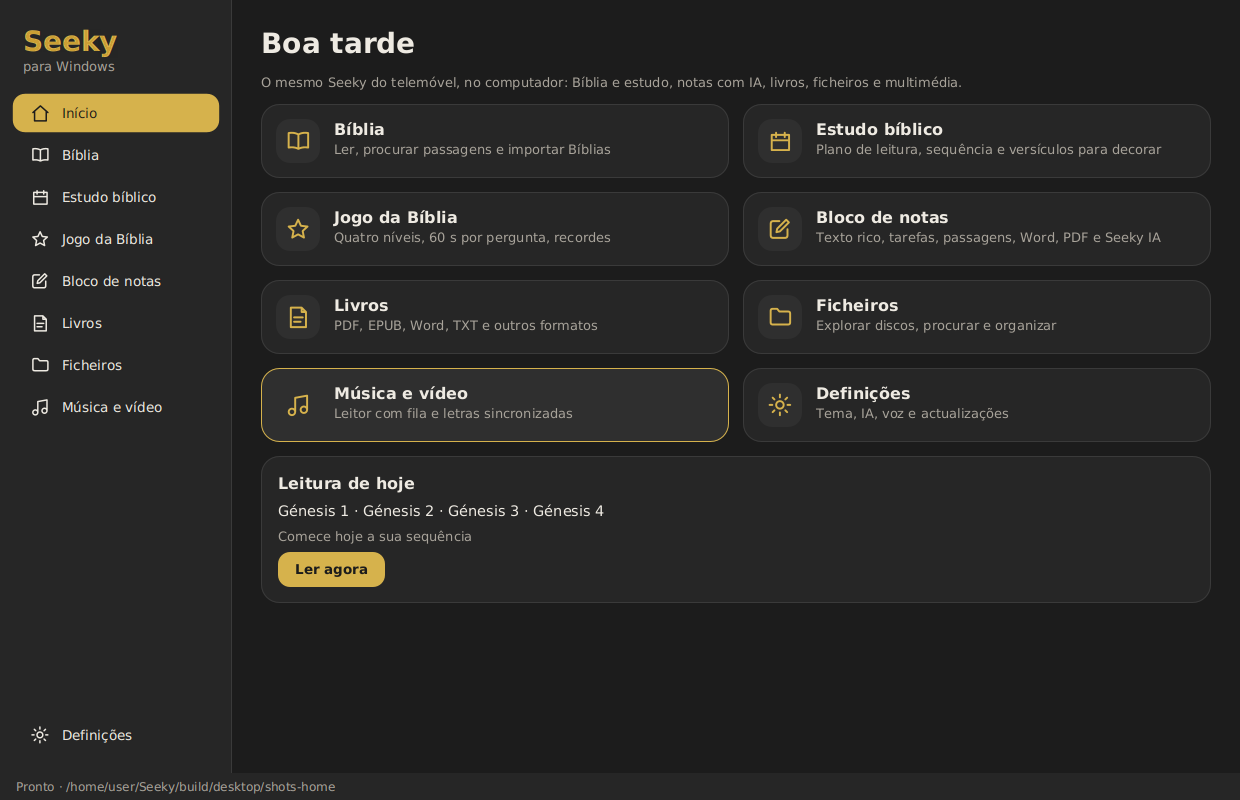 Seeky
para Windows
Início
Bíblia
Estudo bíblico
Jogo da Bíblia
Bloco de notas
Livros
Ficheiros
Música e vídeo
Definições
Boa tarde
O mesmo Seeky do telemóvel, no computador: Bíblia e estudo, notas com IA, livros, ficheiros e multimédia.
Bíblia
Ler, procurar passagens e importar Bíblias
Estudo bíblico
Plano de leitura, sequência e versículos para decorar
Jogo da Bíblia
Quatro níveis, 60 s por pergunta, recordes
Bloco de notas
Texto rico, tarefas, passagens, Word, PDF e Seeky IA
Livros
PDF, EPUB, Word, TXT e outros formatos
Ficheiros
Explorar discos, procurar e organizar
Música e vídeo
Leitor com fila e letras sincronizadas
Definições
Tema, IA, voz e actualizações
Leitura de hoje
Génesis 1 · Génesis 2 · Génesis 3 · Génesis 4
Comece hoje a sua sequência
Ler agora
Pronto · /home/user/Seeky/build/desktop/shots-home